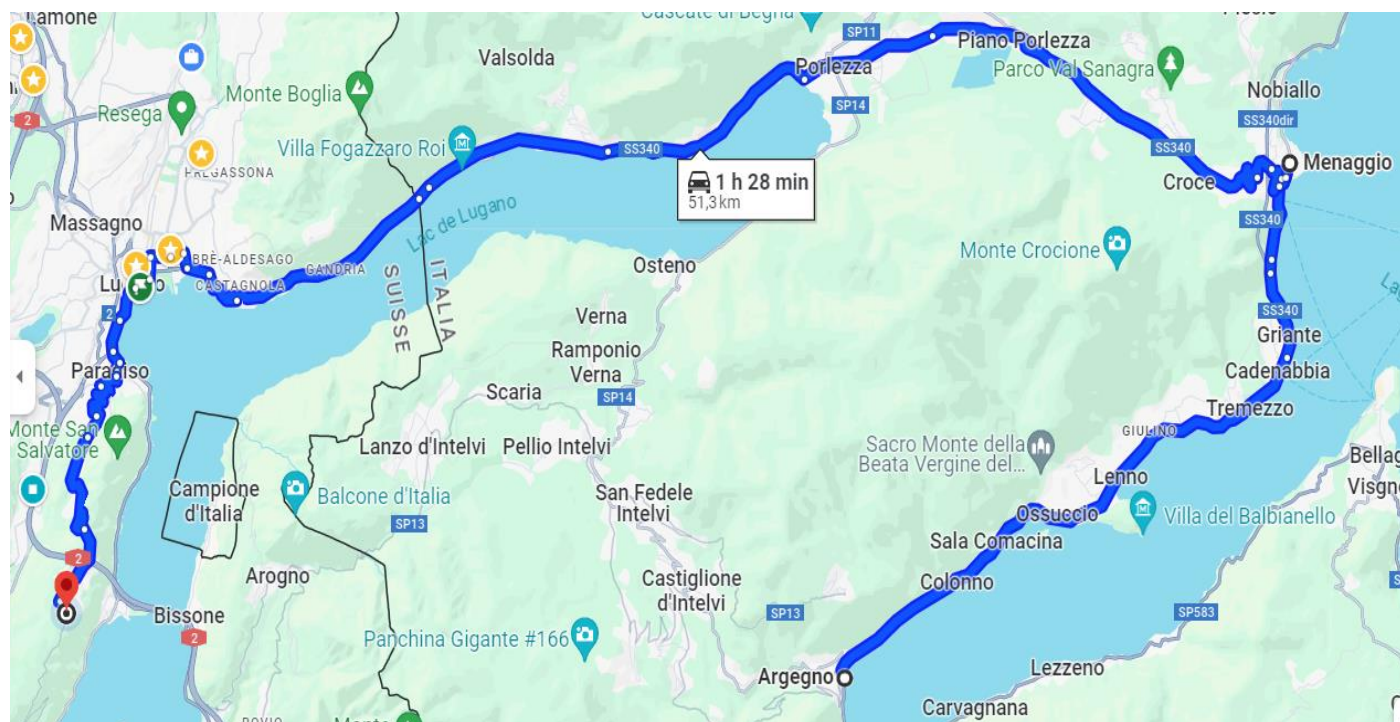 Lamone
Cascate di Begna
SP11
Valsolda
Piano Porlezza
Porlezza
Parco Val Sanagra
Monte Boglia
2
Resega
SP14
Nobiallo
SS340dir
Villa Fogazzaro Roi
SS340
SS340
Menaggio
PREGASSONA
1 h 28 min
51,3 km
Croce
Massagno
Lac de Lugano
SS340
BRÈ-ALDESAGO
GANDRIA
CASTAGNOLA
SUISSE
ITALIA
Osteno
Monte Crocione
2
Verna
SS340
Griante
Ramponio
Verna
Paradiso
Cadenabbia
Scaria
SP14
Tremezzo
Monte San
Salvatore
Lanzo d'Intelvi
Pellio Intelvi
GIULINO
Sacro Monte della
Beata Vergine del...
Lenno
Campione
d'Italia
Balcone d'Italia
San Fedele
Intelvi
Ossuccio
Villa del Balbianello
SP13
Sala Comacina
2
Arogno
Castiglione
d'Intelvi
Colonno
Bissone
SP13
SP583
2
Panchina Gigante #166
Argegno
Lezzeno
Carvagnana